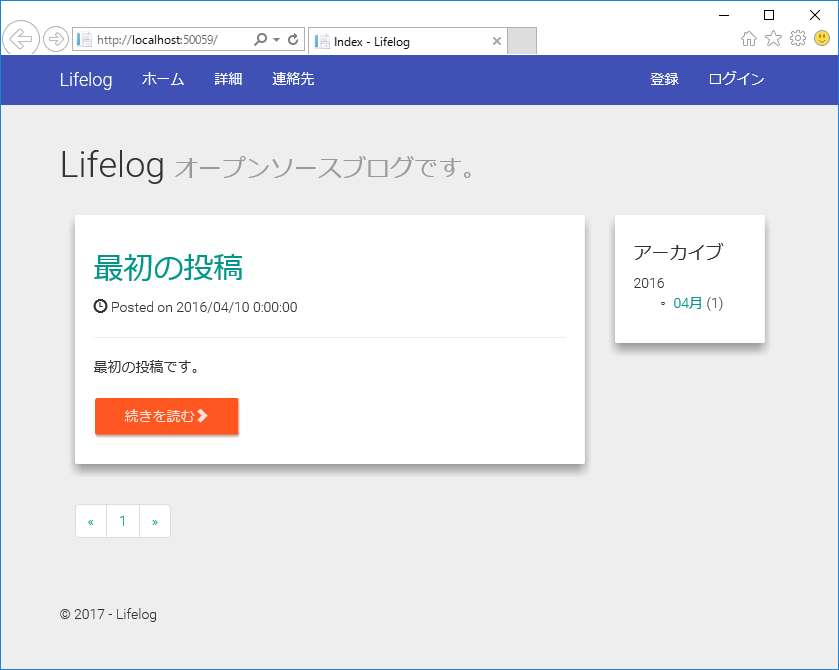 http://localhost:50059/
Index - Lifelog
Lifelog ホーム 詳細 連絡先 登録 ログイン
Lifelog オープンソースブログです。
最初の投稿
Posted on 2016/04/10 0:00:00
最初の投稿です。
続きを読む
アーカイブ
2016
04月 (1)
« 1 »
© 2017 - Lifelog